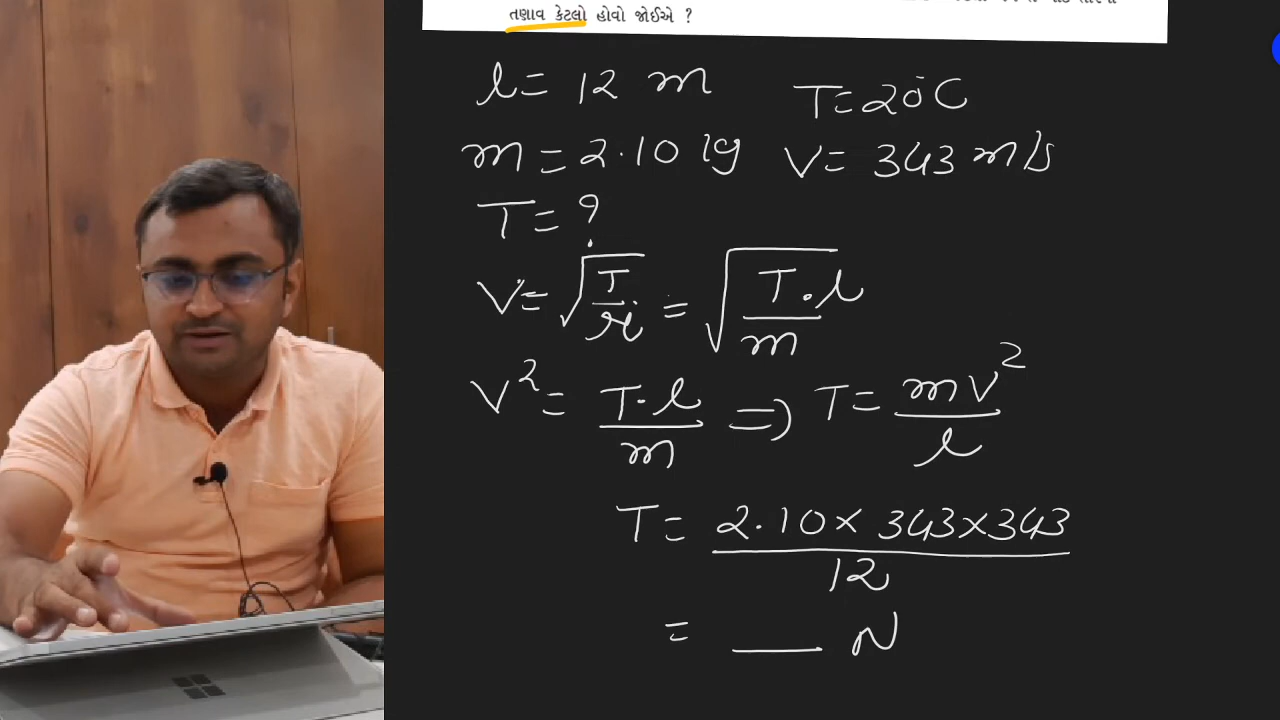 તણાવ કેટલો હોવો જોઈએ ?
l = 12 m T = 20°C
m = 2.10 kg V = 343 m/s
T = ?
V = √(T/μ) = √(T·l/m)
V² = T·l/m ⇒ T = mV²/l
T = 2.10 × 343 × 343 / 12
= ___ N